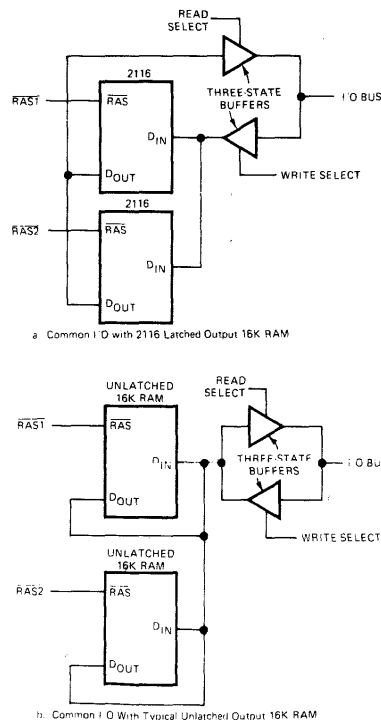 READ
SELECT
2116
THREE-STATE
BUFFERS
RAS1
RAS
I/O BUS
DIN
WRITE SELECT
DOUT
2116
RAS2
RAS
DIN
DOUT
a. Common I/O with 2116 Latched Output 16K RAM
UNLATCHED
16K RAM
READ
SELECT
RAS1
RAS
THREE-STATE
BUFFERS
DIN
I/O BU
DOUT
WRITE SELECT
UNLATCHED
16K RAM
RAS2
RAS
DIN
DOUT
b. Common I/O With Typical Unlatched Output 16K RAM